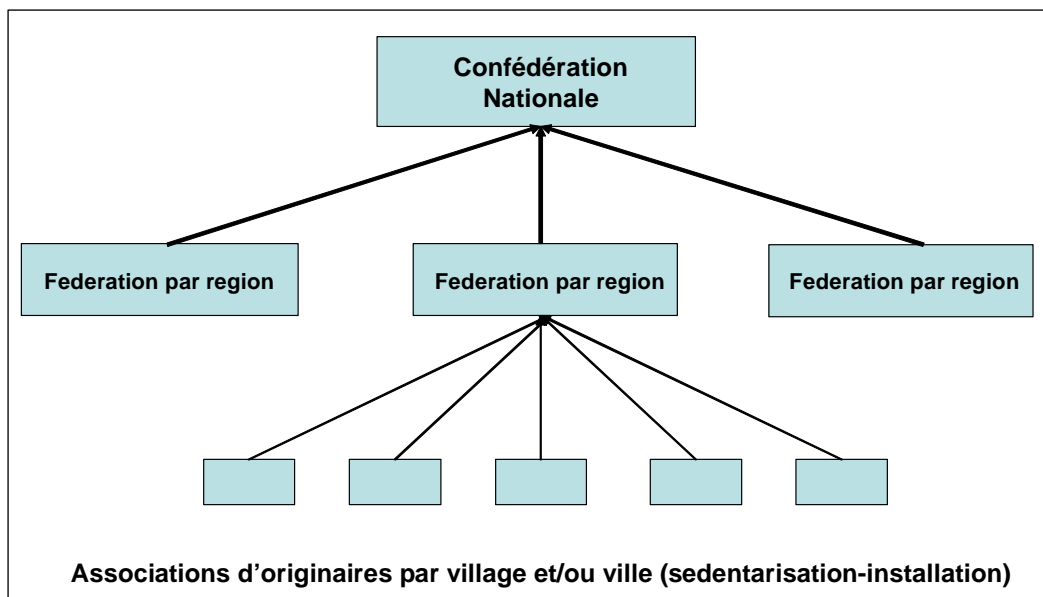 Confédération
Nationale
Federation par region
Federation par region
Federation par region
Associations d'originaires par village et/ou ville (sedentarisation-installation)